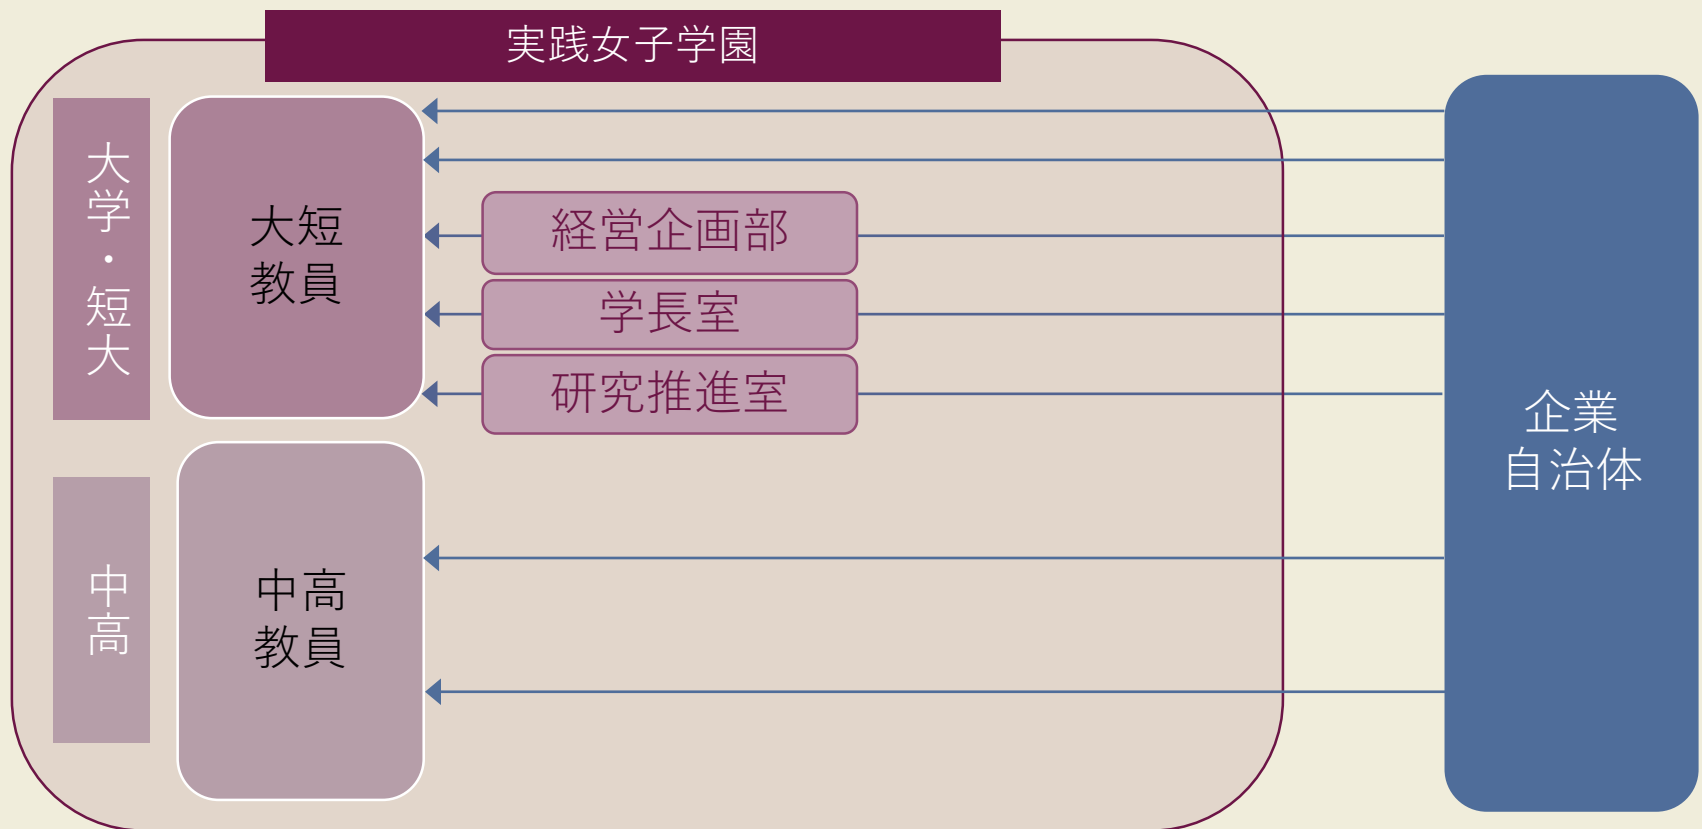 実践女子学園
大学・短大
大短
教員
経営企画部
学長室
研究推進室
企業
自治体
中高
中高
教員